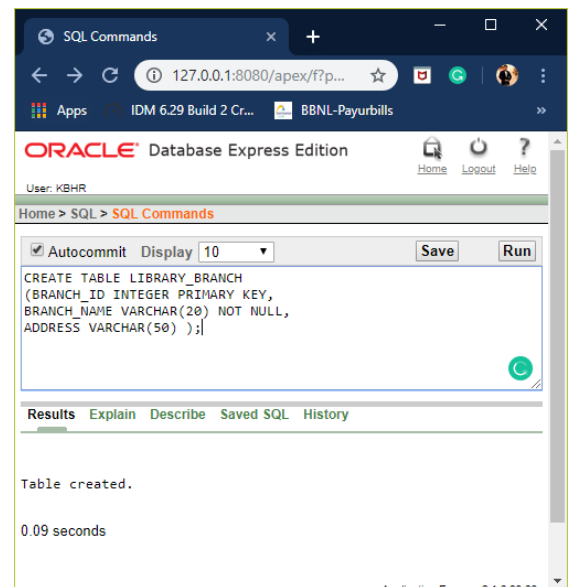 SQL Commands
127.0.0.1:8080/apex/f?p...
Apps IDM 6.29 Build 2 Cr... BBNL-Payurbills »
ORACLE Database Express Edition
Home Logout Help
User: KBHR
Home > SQL > SQL Commands
Autocommit Display 10 Save Run
CREATE TABLE LIBRARY_BRANCH
(BRANCH_ID INTEGER PRIMARY KEY,
BRANCH_NAME VARCHAR(20) NOT NULL,
ADDRESS VARCHAR(50) );
Results Explain Describe Saved SQL History
Table created.
0.09 seconds